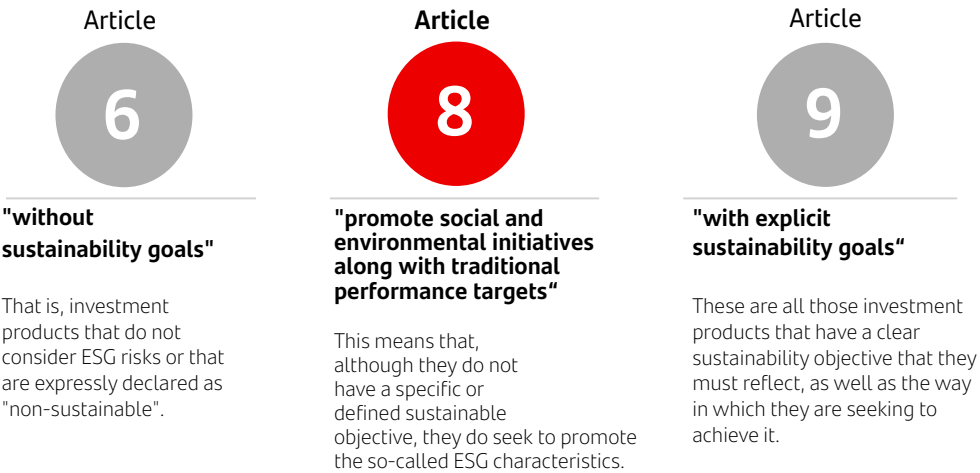 Article
6
"without
sustainability goals"
That is, investment
products that do not
consider ESG risks or that
are expressly declared as
"non-sustainable".
Article
8
"promote social and
environmental initiatives
along with traditional
performance targets“
This means that,
although they do not
have a specific or
defined sustainable
objective, they do seek to promote
the so-called ESG characteristics.
Article
9
"with explicit
sustainability goals“
These are all those investment
products that have a clear
sustainability objective that they
must reflect, as well as the way
in which they are seeking to
achieve it.